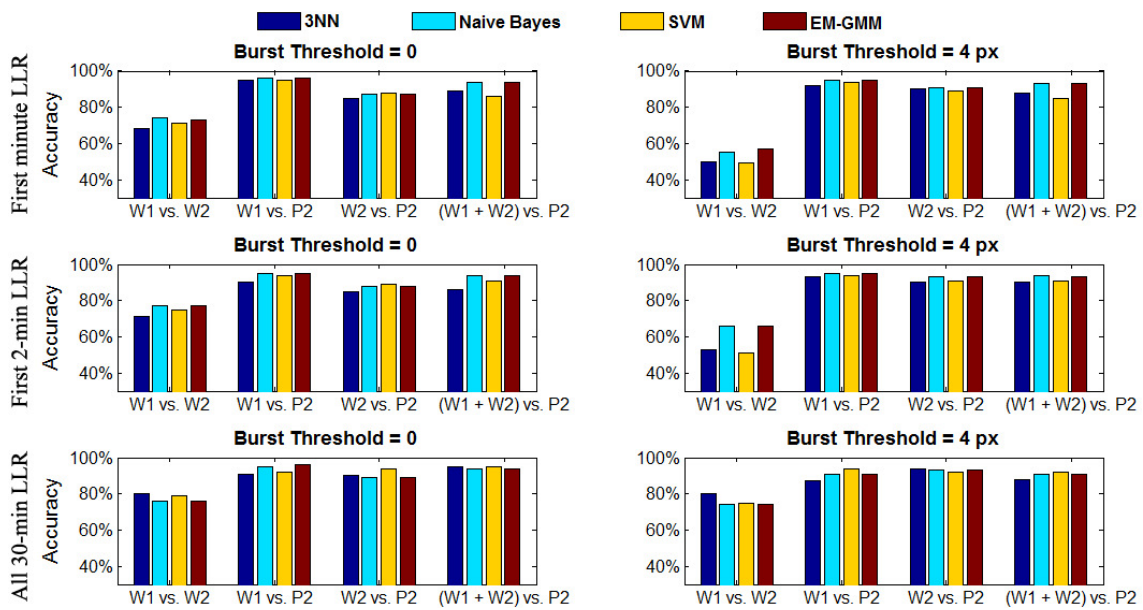 3NN Naive Bayes SVM EM-GMM
Burst Threshold = 0
First minute LLR
Accuracy
100%
80%
60%
40%
W1 vs. W2 W1 vs. P2 W2 vs. P2 (W1 + W2) vs. P2
Burst Threshold = 4 px
Accuracy
100%
80%
60%
40%
W1 vs. W2 W1 vs. P2 W2 vs. P2 (W1 + W2) vs. P2
Burst Threshold = 0
First 2-min LLR
Accuracy
100%
80%
60%
40%
W1 vs. W2 W1 vs. P2 W2 vs. P2 (W1 + W2) vs. P2
Burst Threshold = 4 px
Accuracy
100%
80%
60%
40%
W1 vs. W2 W1 vs. P2 W2 vs. P2 (W1 + W2) vs. P2
Burst Threshold = 0
All 30-min LLR
Accuracy
100%
80%
60%
40%
W1 vs. W2 W1 vs. P2 W2 vs. P2 (W1 + W2) vs. P2
Burst Threshold = 4 px
Accuracy
100%
80%
60%
40%
W1 vs. W2 W1 vs. P2 W2 vs. P2 (W1 + W2) vs. P2